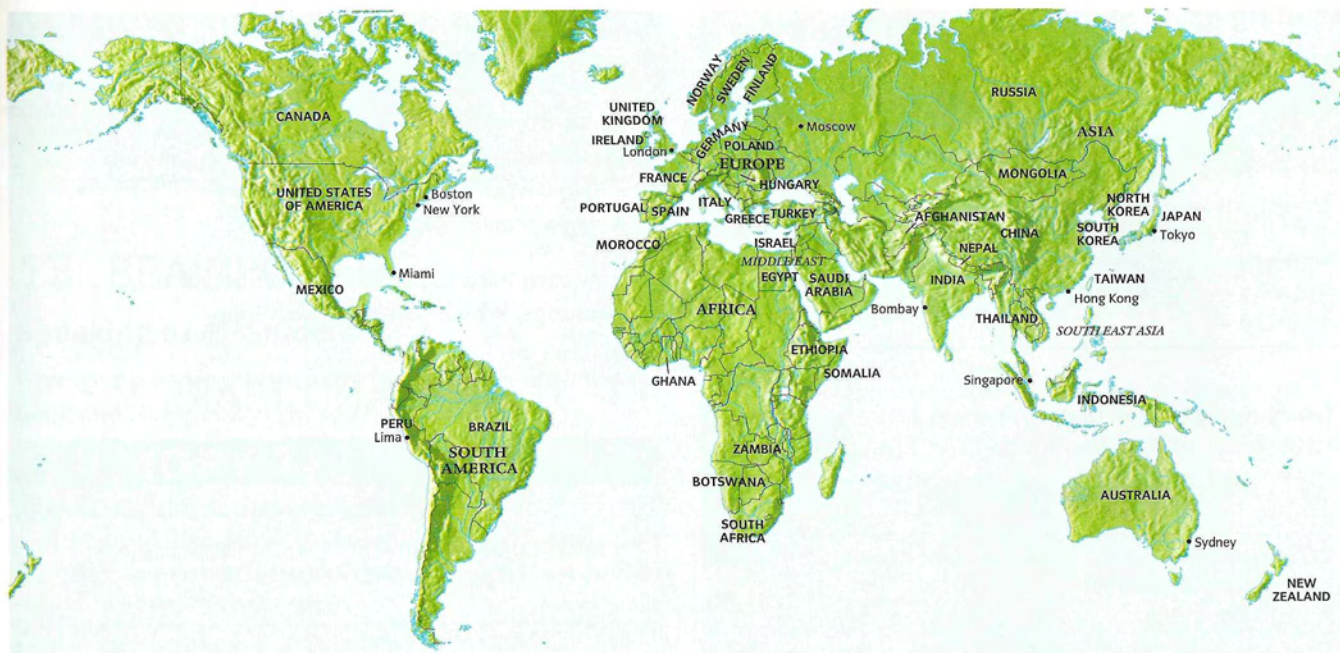 CANADA
UNITED STATES
OF AMERICA
Boston
New York
Miami
MEXICO
PERU
Lima
BRAZIL
SOUTH
AMERICA
NORWAY
SWEDEN
FINLAND
UNITED
KINGDOM
IRELAND
London
GERMANY
POLAND
EUROPE
FRANCE
HUNGARY
ITALY
PORTUGAL
SPAIN
GREECE
TURKEY
MOROCCO
ISRAEL
MIDDLE EAST
EGYPT
SAUDI
ARABIA
AFRICA
ETHIOPIA
SOMALIA
GHANA
ZAMBIA
BOTSWANA
SOUTH
AFRICA
RUSSIA
Moscow
ASIA
MONGOLIA
NORTH
KOREA
JAPAN
SOUTH
KOREA
Tokyo
AFGHANISTAN
CHINA
NEPAL
INDIA
TAIWAN
Hong Kong
Bombay
THAILAND
SOUTH EAST ASIA
Singapore
INDONESIA
AUSTRALIA
Sydney
NEW
ZEALAND